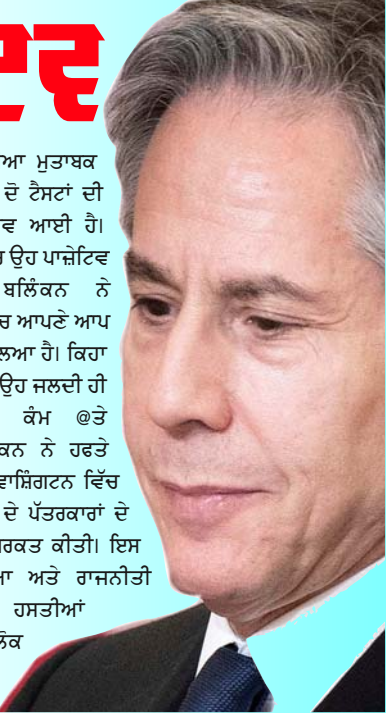 ਆ ਮੁਤਾਬਕ
ਦੋ ਟੈਸਟਾਂ ਦੀ
ਵ ਆਈ ਹੈ।
ਚ ਉਹ ਪਾਜ਼ੇਟਿਵ
ਬਲਿੰਕਨ ਨੇ
ਚ ਆਪਣੇ ਆਪ
ਲਆ ਹੈ। ਕਿਹਾ
ਉਹ ਜਲਦੀ ਹੀ
ਕੰਮ @ਤੇ
ਕਨ ਨੇ ਹਫਤੇ
ਵਾਸ਼ਿੰਗਟਨ ਵਿੱਚ
ਦੇ ਪੱਤਰਕਾਰਾਂ ਦੇ
ਰਕਤ ਕੀਤੀ। ਇਸ
ਆ ਅਤੇ ਰਾਜਨੀਤੀ
ਹਸਤੀਆਂ
ਲੋਕ